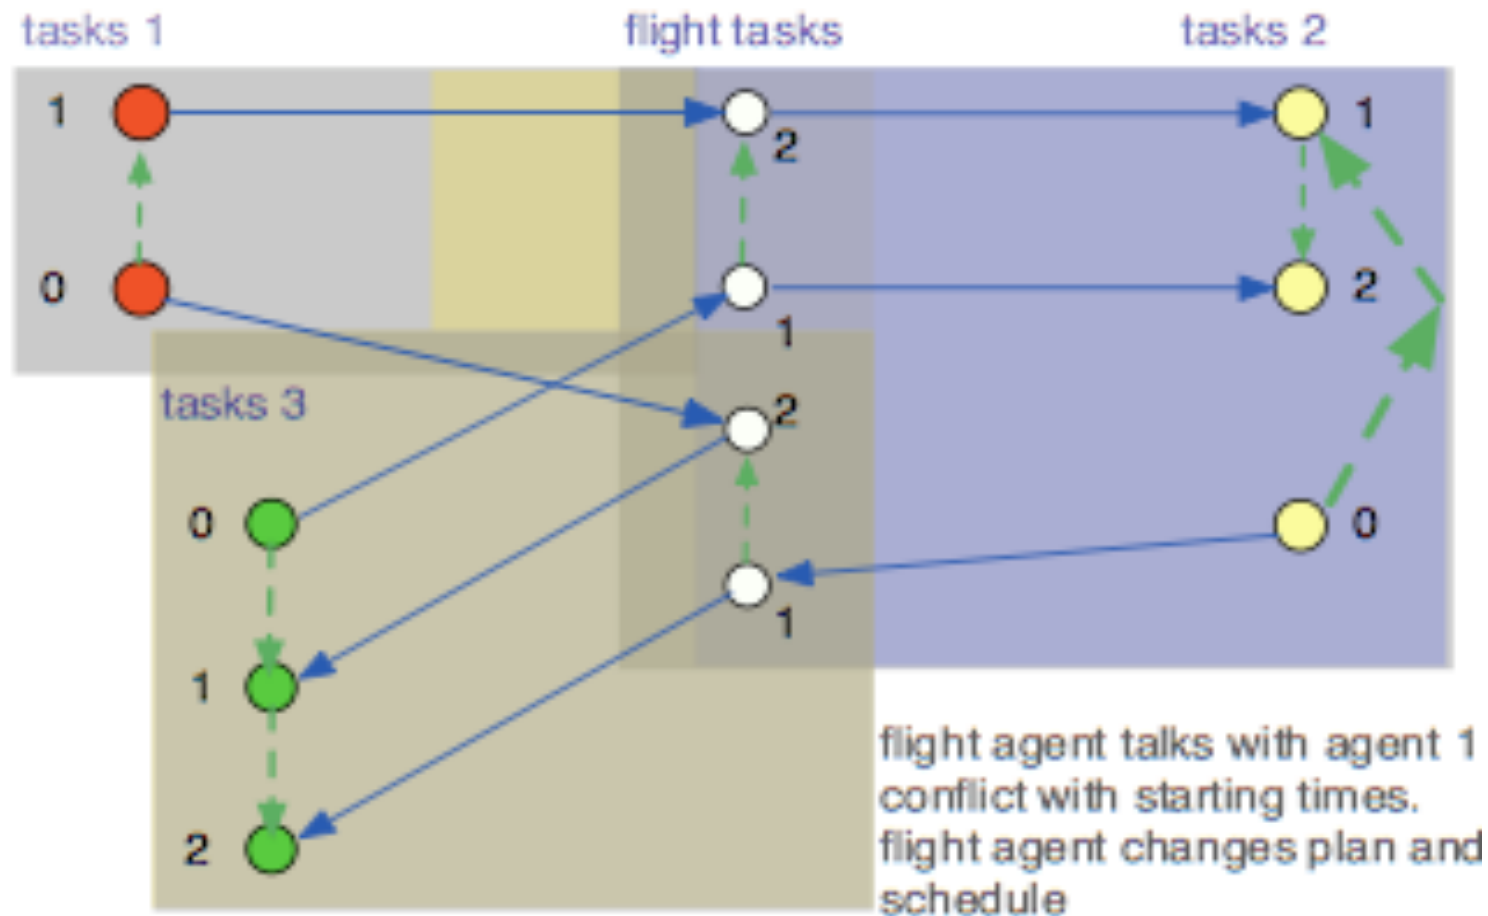 tasks 1
flight tasks
tasks 2
1
2
1
0
1
2
tasks 3
2
0
0
1
1
2
flight agent talks with agent 1
conflict with starting times.
flight agent changes plan and
schedule